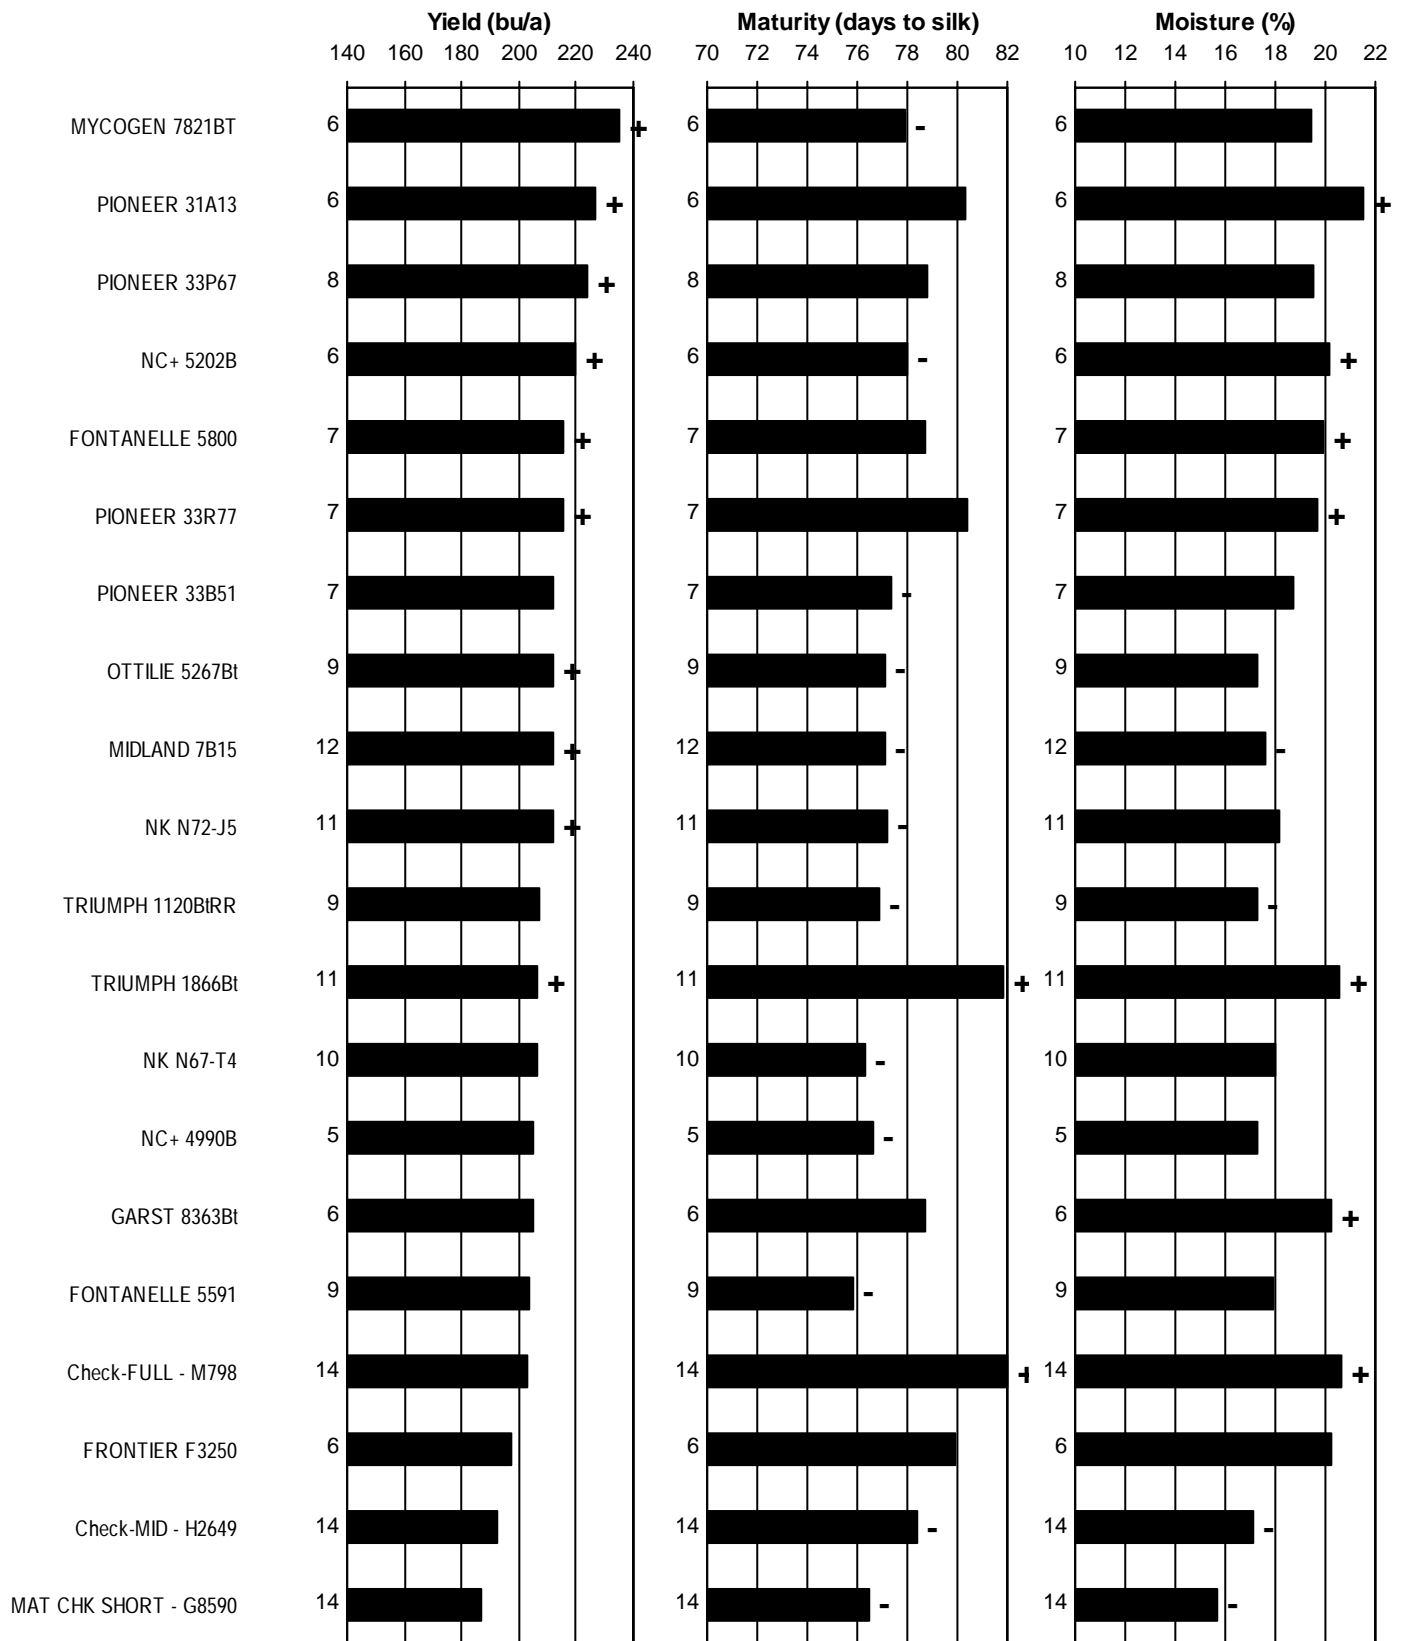 Yield (bu/a) Maturity (days to silk) Moisture (%)
140 160 180 200 220 240 70 72 74 76 78 80 82 10 12 14 16 18 20 22
MYCOGEN 7821BT 6 + 6 - 6
PIONEER 31A13 6 + 6 6 +
PIONEER 33P67 8 + 8 8
NC+ 5202B 6 + 6 - 6 +
FONTANELLE 5800 7 + 7 7 +
PIONEER 33R77 7 + 7 7 +
PIONEER 33B51 7 7 - 7
OTTILIE 5267Bt 9 + 9 - 9
MIDLAND 7B15 12 + 12 - 12 -
NK N72-J5 11 + 11 - 11
TRIUMPH 1120BtRR 9 9 - 9 -
TRIUMPH 1866Bt 11 + 11 + 11 +
NK N67-T4 10 10 - 10
NC+ 4990B 5 5 - 5
GARST 8363Bt 6 6 6 +
FONTANELLE 5591 9 9 - 9
Check-FULL - M798 14 14 + 14 +
FRONTIER F3250 6 6 6
Check-MID - H2649 14 14 - 14 -
MAT CHK SHORT - G8590 14 14 - 14 -